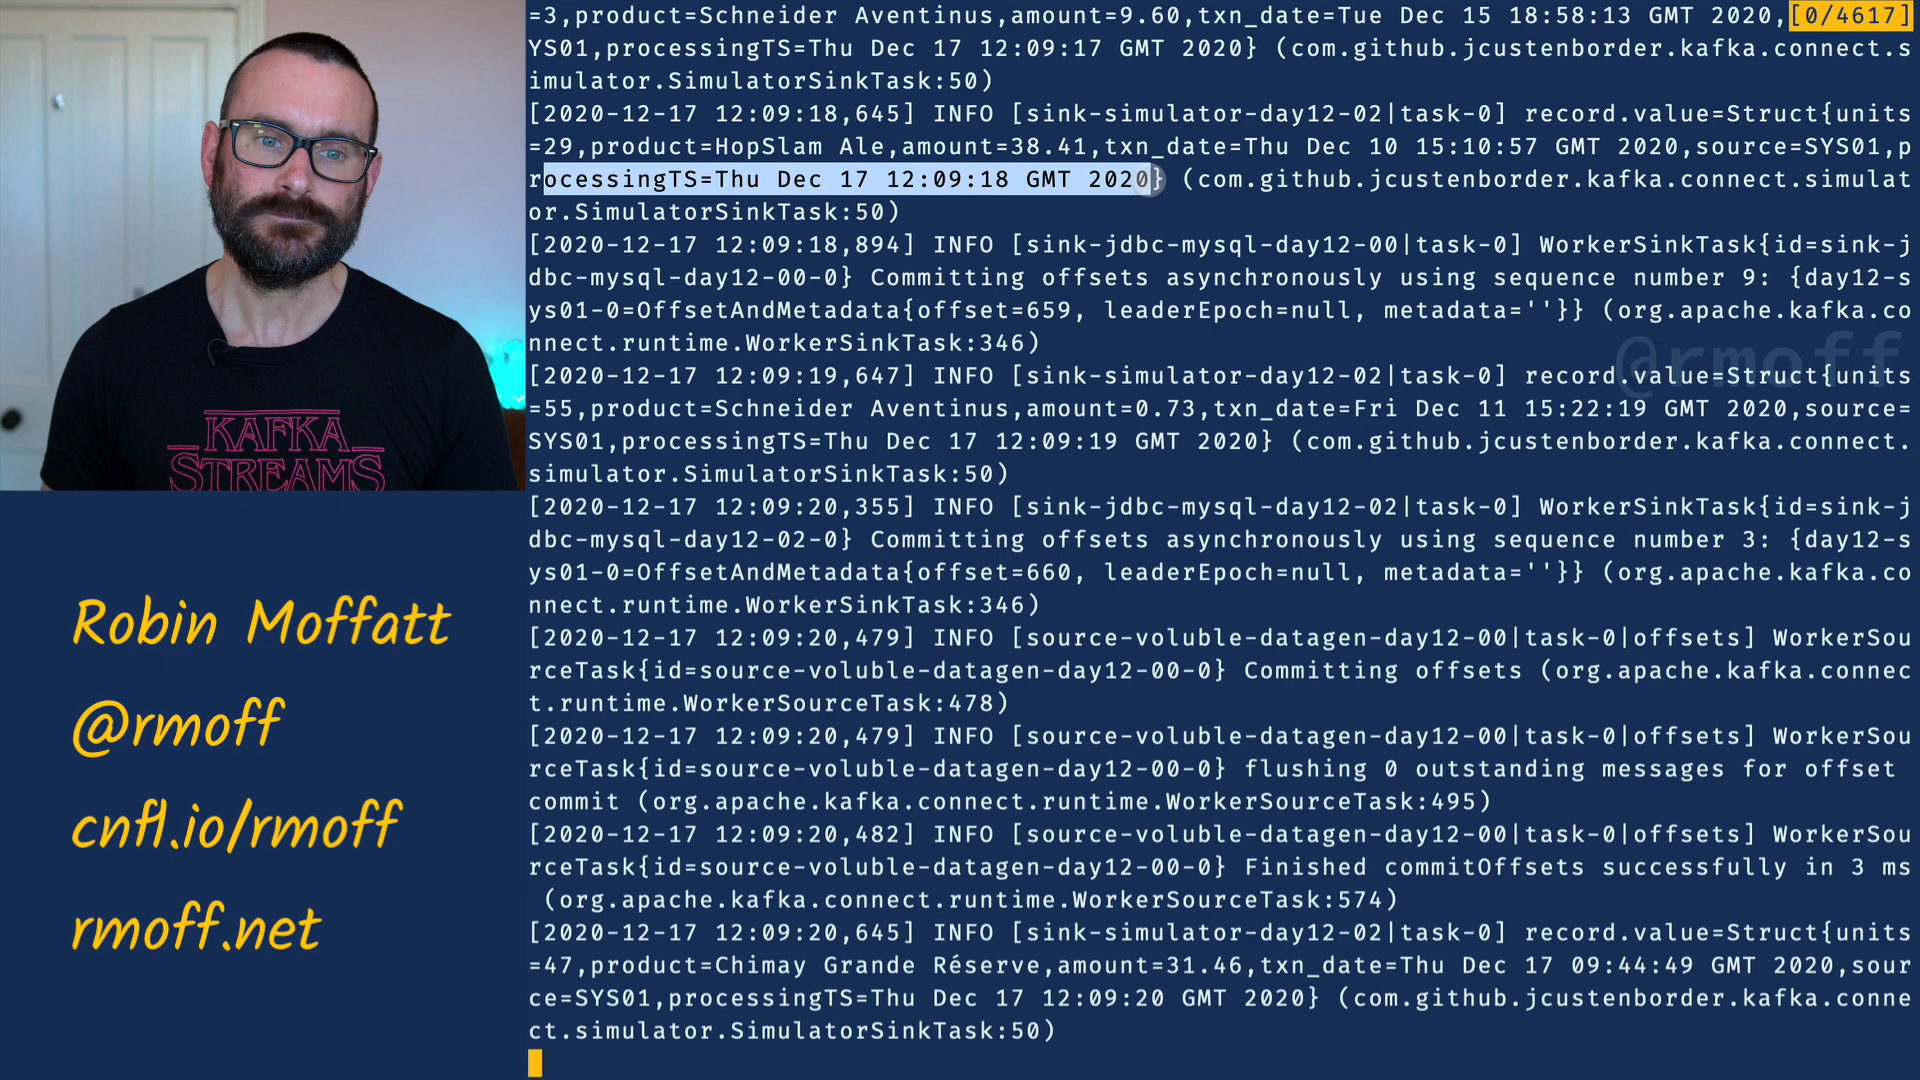 =3,product=Schneider Aventinus,amount=9.60,txn_date=Tue Dec 15 18:58:13 GMT 2020,[0/4617]
YS01,processingTS=Thu Dec 17 12:09:17 GMT 2020} (com.github.jcustenborder.kafka.connect.s
imulator.SimulatorSinkTask:50)
[2020-12-17 12:09:18,645] INFO [sink-simulator-day12-02|task-0] record.value=Struct{units
=29,product=HopSlam Ale,amount=38.41,txn_date=Thu Dec 10 15:10:57 GMT 2020,source=SYS01,p
rocessingTS=Thu Dec 17 12:09:18 GMT 2020} (com.github.jcustenborder.kafka.connect.simulat
or.SimulatorSinkTask:50)
[2020-12-17 12:09:18,894] INFO [sink-jdbc-mysql-day12-00|task-0] WorkerSinkTask{id=sink-j
dbc-mysql-day12-00-0} Committing offsets asynchronously using sequence number 9: {day12-s
ys01-0=OffsetAndMetadata{offset=659, leaderEpoch=null, metadata=''}} (org.apache.kafka.co
nnect.runtime.WorkerSinkTask:346)
@rmoff
[2020-12-17 12:09:19,647] INFO [sink-simulator-day12-02|task-0] record.value=Struct{units
=55,product=Schneider Aventinus,amount=0.73,txn_date=Fri Dec 11 15:22:19 GMT 2020,source=
SYS01,processingTS=Thu Dec 17 12:09:19 GMT 2020} (com.github.jcustenborder.kafka.connect.
simulator.SimulatorSinkTask:50)
[2020-12-17 12:09:20,355] INFO [sink-jdbc-mysql-day12-02|task-0] WorkerSinkTask{id=sink-j
dbc-mysql-day12-02-0} Committing offsets asynchronously using sequence number 3: {day12-s
ys01-0=OffsetAndMetadata{offset=660, leaderEpoch=null, metadata=''}} (org.apache.kafka.co
nnect.runtime.WorkerSinkTask:346)
[2020-12-17 12:09:20,479] INFO [source-voluble-datagen-day12-00|task-0|offsets] WorkerSou
rceTask{id=source-voluble-datagen-day12-00-0} Committing offsets (org.apache.kafka.connec
t.runtime.WorkerSourceTask:478)
[2020-12-17 12:09:20,479] INFO [source-voluble-datagen-day12-00|task-0|offsets] WorkerSou
rceTask{id=source-voluble-datagen-day12-00-0} flushing 0 outstanding messages for offset
commit (org.apache.kafka.connect.runtime.WorkerSourceTask:495)
[2020-12-17 12:09:20,482] INFO [source-voluble-datagen-day12-00|task-0|offsets] WorkerSou
rceTask{id=source-voluble-datagen-day12-00-0} Finished commitOffsets successfully in 3 ms
(org.apache.kafka.connect.runtime.WorkerSourceTask:574)
[2020-12-17 12:09:20,645] INFO [sink-simulator-day12-02|task-0] record.value=Struct{units
=47,product=Chimay Grande Réserve,amount=31.46,txn_date=Thu Dec 17 09:44:49 GMT 2020,sour
ce=SYS01,processingTS=Thu Dec 17 12:09:20 GMT 2020} (com.github.jcustenborder.kafka.conne
ct.simulator.SimulatorSinkTask:50)
KAFKA
STREAMS
Robin Moffatt
@rmoff
cnfl.io/rmoff
rmoff.net